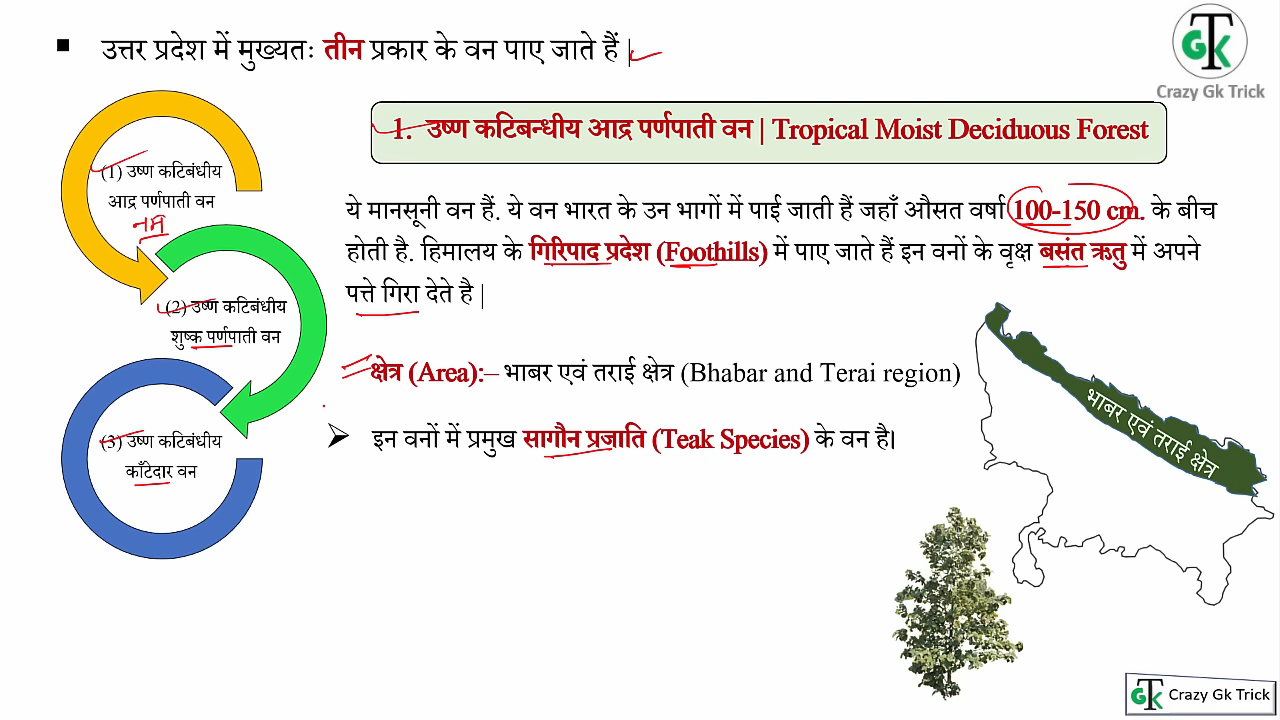 ▪ उत्तर प्रदेश में मुख्यतः तीन प्रकार के वन पाए जाते हैं |
GTK
Crazy Gk Trick
1. उष्ण कटिबन्धीय आद्र पर्णपाती वन | Tropical Moist Deciduous Forest
(1) उष्ण कटिबंधीय
आद्र पर्णपाती वन
नम
(2) उष्ण कटिबंधीय
शुष्क पर्णपाती वन
(3) उष्ण कटिबंधीय
काँटेदार वन
ये मानसूनी वन हैं. ये वन भारत के उन भागों में पाई जाती हैं जहाँ औसत वर्षा 100-150 cm. के बीच
होती है. हिमालय के गिरिपाद प्रदेश (Foothills) में पाए जाते हैं इन वनों के वृक्ष बसंत ऋतु में अपने
पत्ते गिरा देते है |
क्षेत्र (Area):– भाबर एवं तराई क्षेत्र (Bhabar and Terai region)
➢ इन वनों में प्रमुख सागौन प्रजाति (Teak Species) के वन है।
भाबर एवं तराई क्षेत्र
GTK Crazy Gk Trick